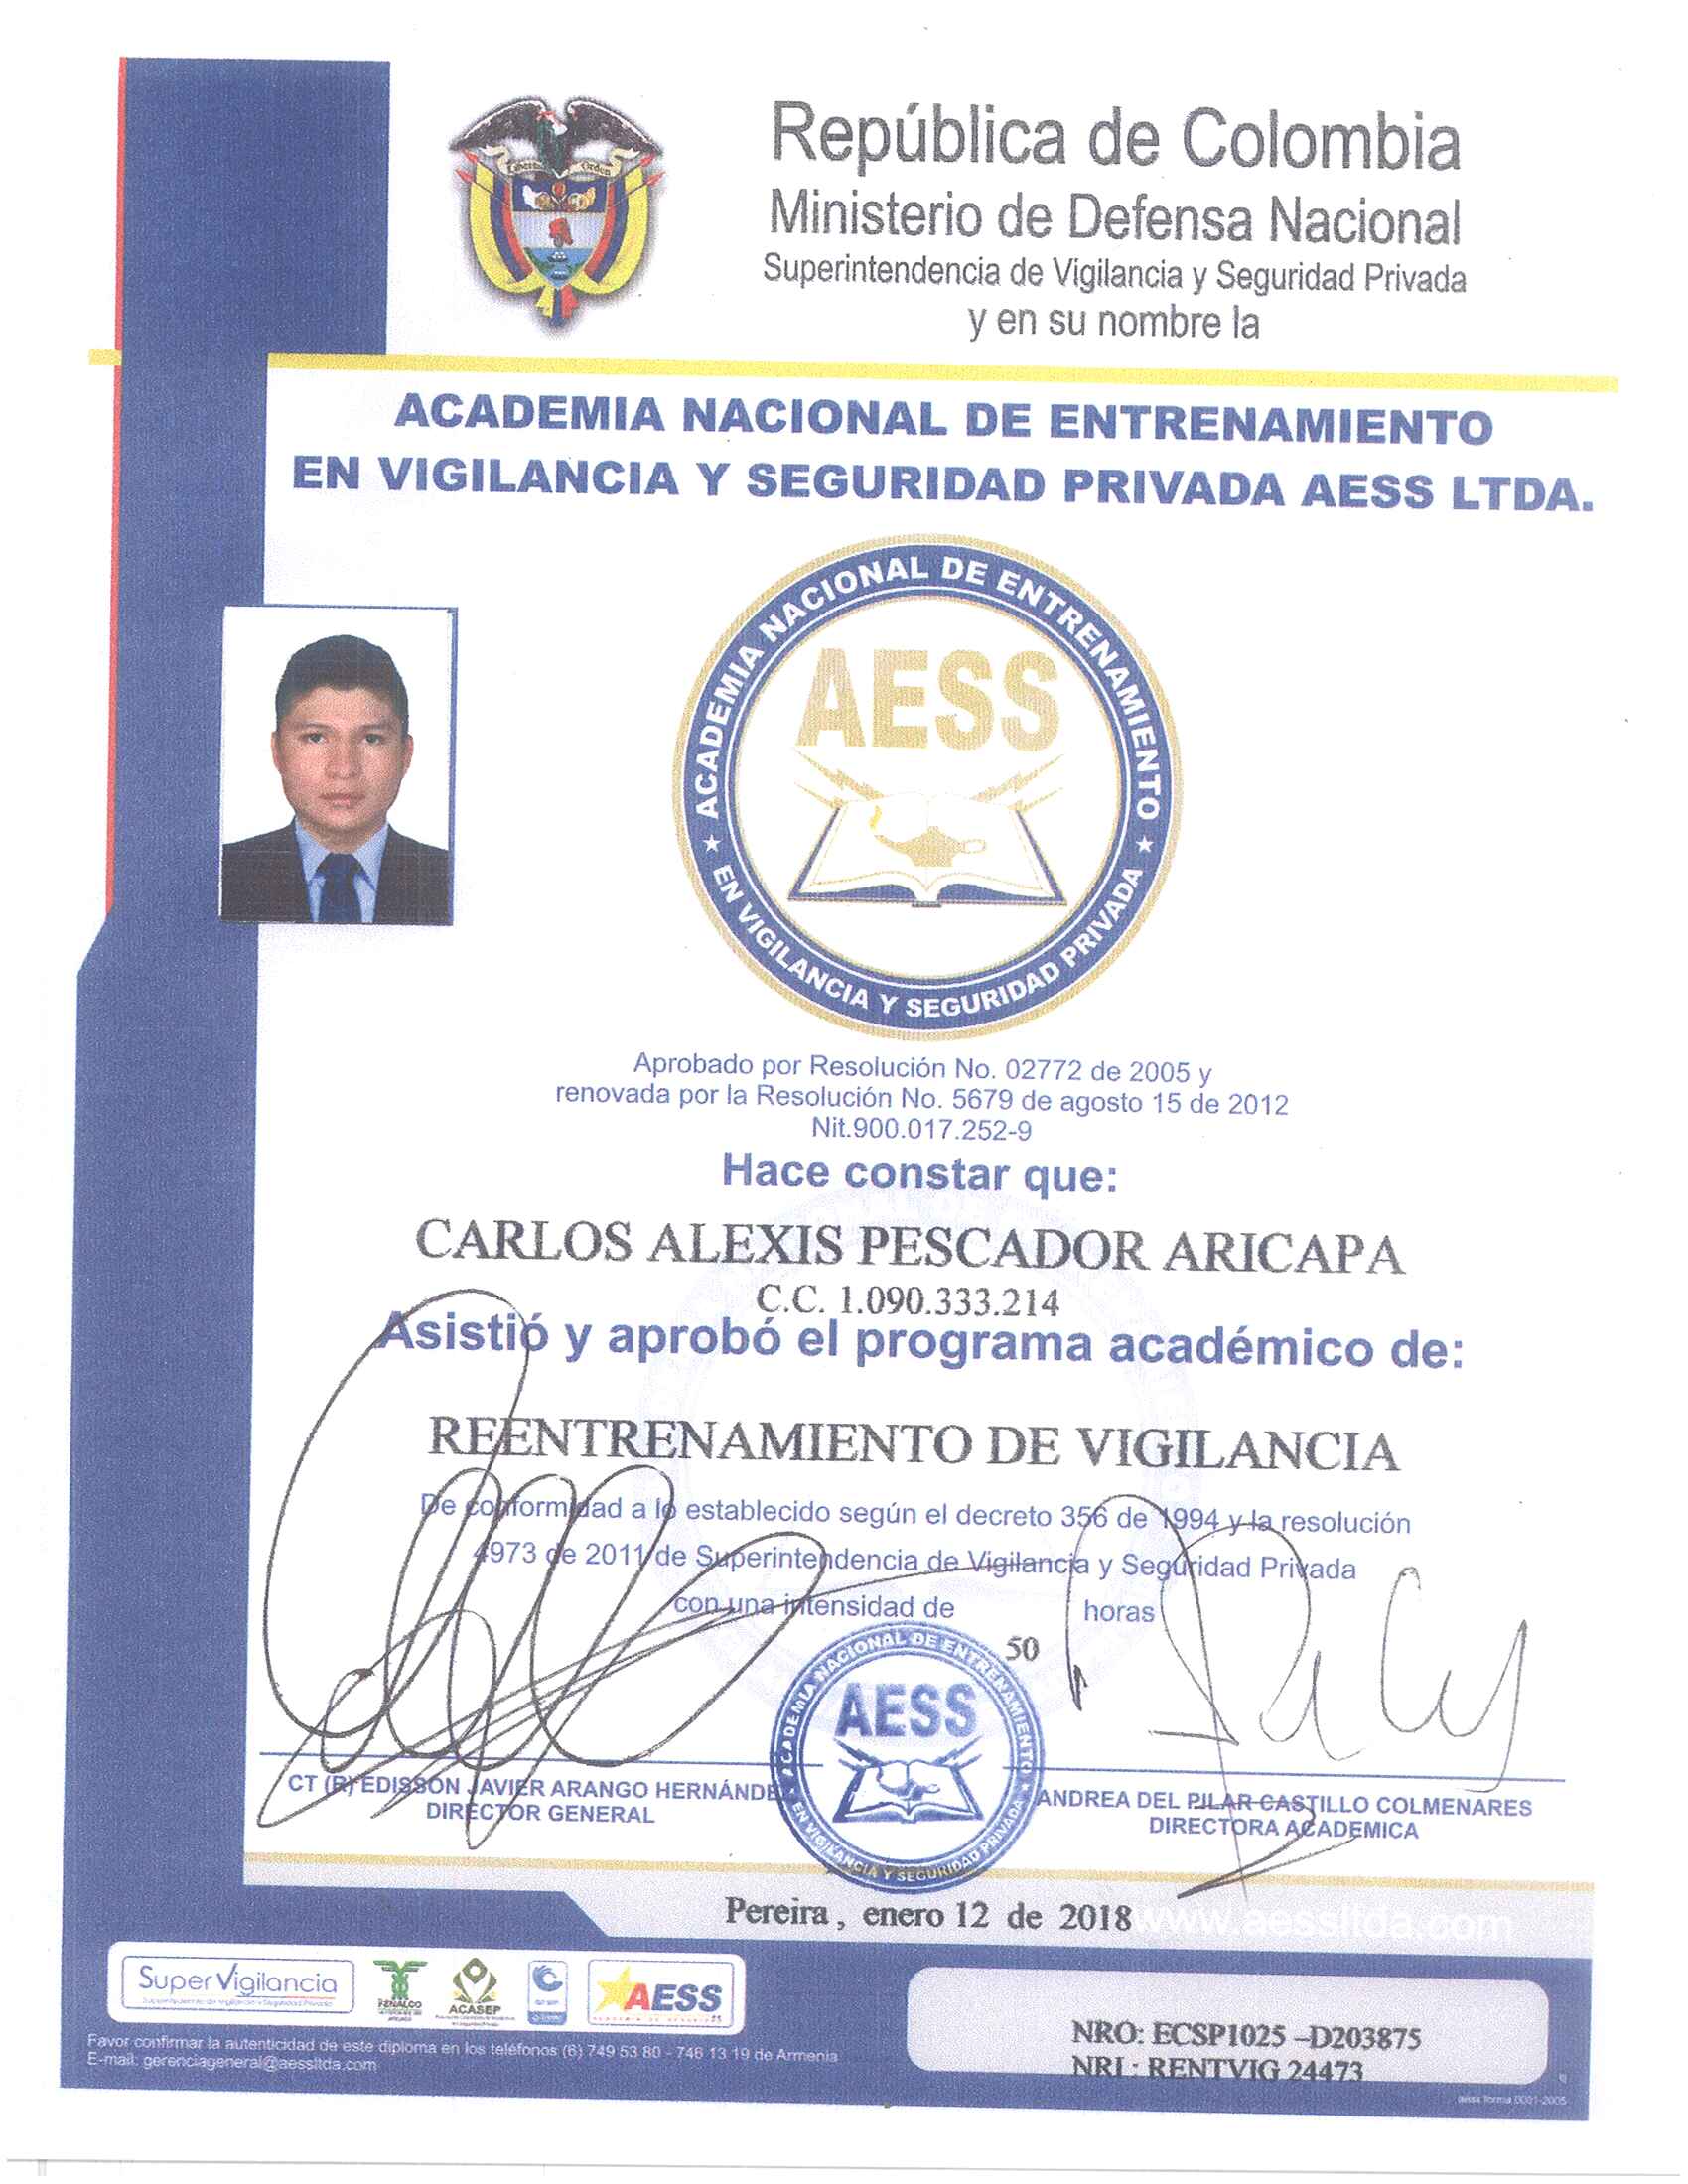 República de Colombia
Ministerio de Defensa Nacional
Superintendencia de Vigilancia y Seguridad Privada
y en su nombre la
Libertad y Orden
ACADEMIA NACIONAL DE ENTRENAMIENTO
EN VIGILANCIA Y SEGURIDAD PRIVADA AESS LTDA.
ACADEMIA NACIONAL DE ENTRENAMIENTO
AESS
EN VIGILANCIA Y SEGURIDAD PRIVADA
Aprobado por Resolución No. 02772 de 2005 y
renovada por la Resolución No. 5679 de agosto 15 de 2012
Nit.900.017.252-9
Hace constar que:
CARLOS ALEXIS PESCADOR ARICAPA
C.C. 1.090.333.214
Asistió y aprobó el programa académico de:
REENTRENAMIENTO DE VIGILANCIA
De conformidad a lo establecido según el decreto 356 de 1994 y la resolución
4973 de 2011 de Superintendencia de Vigilancia y Seguridad Privada
con una intensidad de horas
50
ACADEMIA NACIONAL DE ENTRENAMIENTO
AESS
EN VIGILANCIA Y SEGURIDAD PRIVADA
CT (R) EDISSON JAVIER ARANGO HERNÁNDE
DIRECTOR GENERAL
ANDREA DEL PILAR CASTILLO COLMENARES
DIRECTORA ACADEMICA
Pereira, enero 12 de 2018
www.aessltda.com
SuperVigilancia
FENALCO
ACASEP
AESS
Favor confirmar la autenticidad de este diploma en los teléfonos (6) 749 53 80 - 746 13 19 de Armenia
E-mail: gerenciageneral@aessltda.com
NRO: ECSP1025 –D203875
NRI : RENTVIG 24473
aess forma 0001-2005